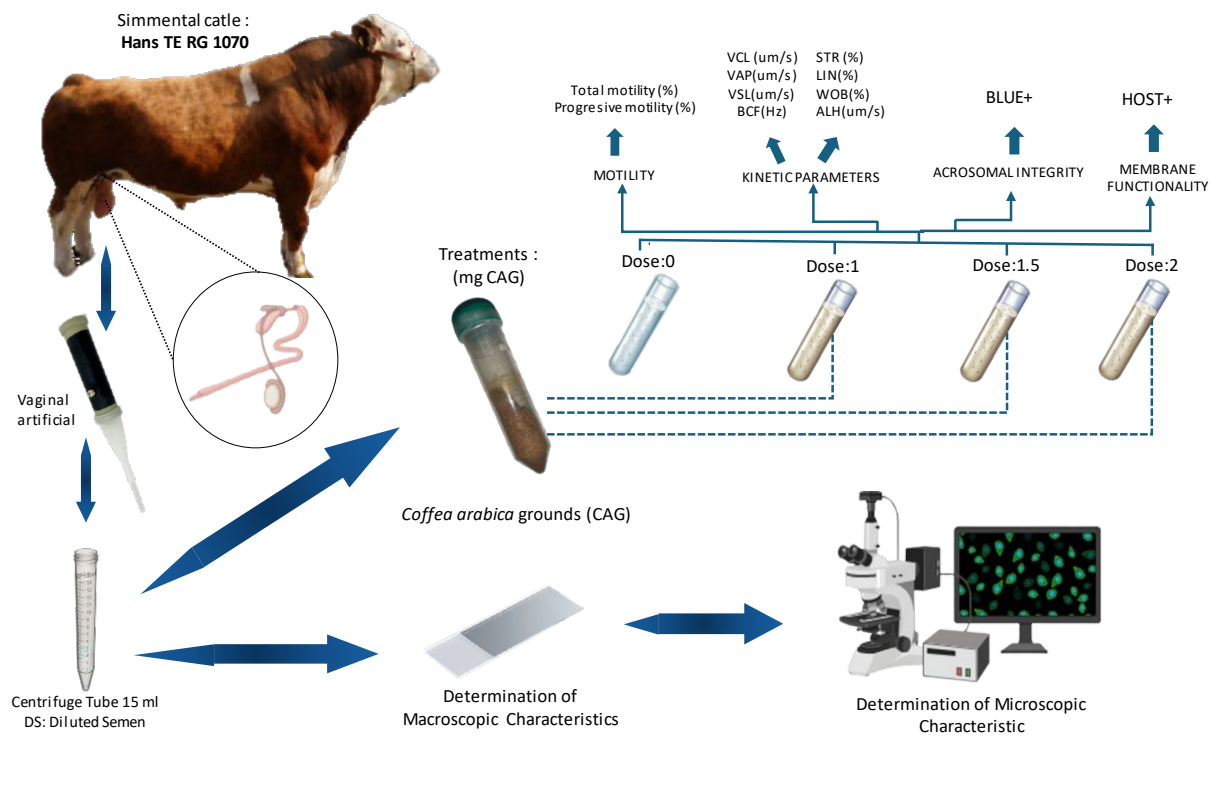 Simmental catle :
Hans TE RG 1070
VCL (um/s)
VAP(um/s)
VSL(um/s)
BCF(Hz)
STR (%)
LIN(%)
WOB(%)
ALH(um/s)
Total motility (%)
Progresive motility (%)
BLUE+
HOST+
MOTILITY
KINETIC PARAMETERS
ACROSOMAL INTEGRITY
MEMBRANE
FUNCTIONALITY
Treatments :
(mg CAG)
Dose:0
Dose:1
Dose:1.5
Dose:2
Vaginal
artificial
Coffea arabica grounds (CAG)
Centrifuge Tube 15 ml
DS: Diluted Semen
Determination of
Macroscopic Characteristics
Determination of Microscopic
Characteristic